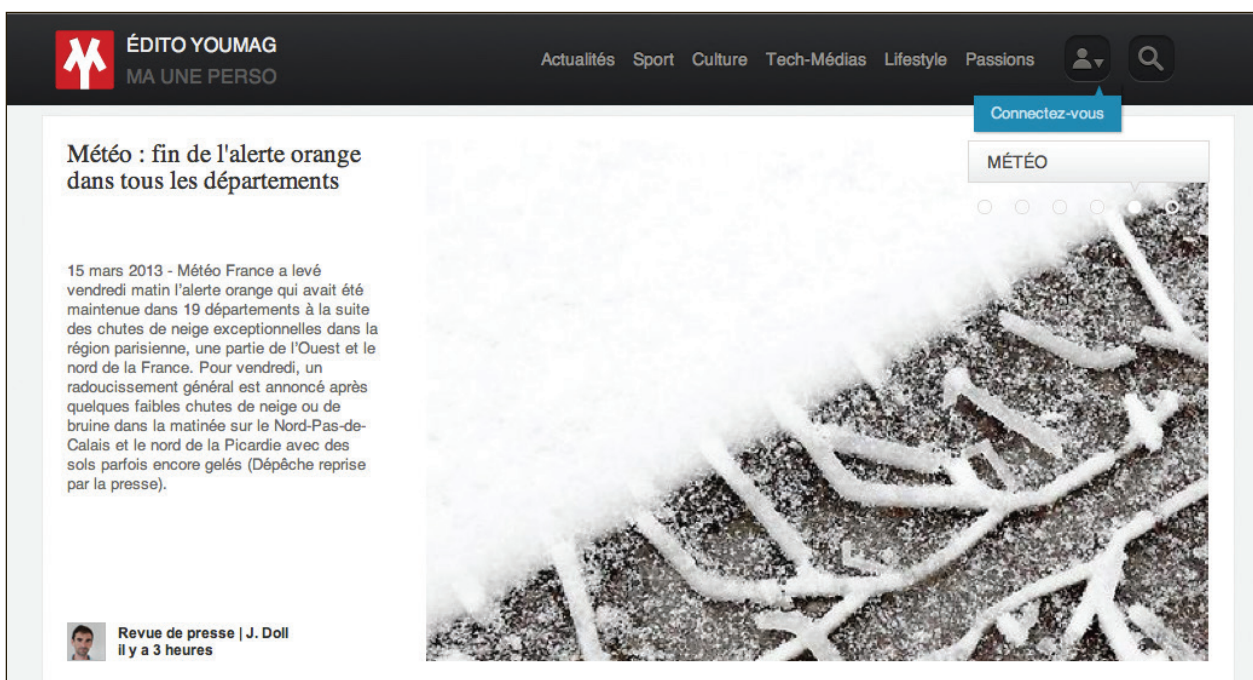 ÉDITO YOUMAG
MA UNE PERSO
Actualités Sport Culture Tech-Médias Lifestyle Passions
Connectez-vous
MÉTÉO
Météo : fin de l'alerte orange
dans tous les départements
15 mars 2013 - Météo France a levé
vendredi matin l'alerte orange qui avait été
maintenue dans 19 départements à la suite
des chutes de neige exceptionnelles dans la
région parisienne, une partie de l'Ouest et le
nord de la France. Pour vendredi, un
radoucissement général est annoncé après
quelques faibles chutes de neige ou de
bruine dans la matinée sur le Nord-Pas-de-
Calais et le nord de la Picardie avec des
sols parfois encore gelés (Dépêche reprise
par la presse).
Revue de presse | J. Doll
il y a 3 heures